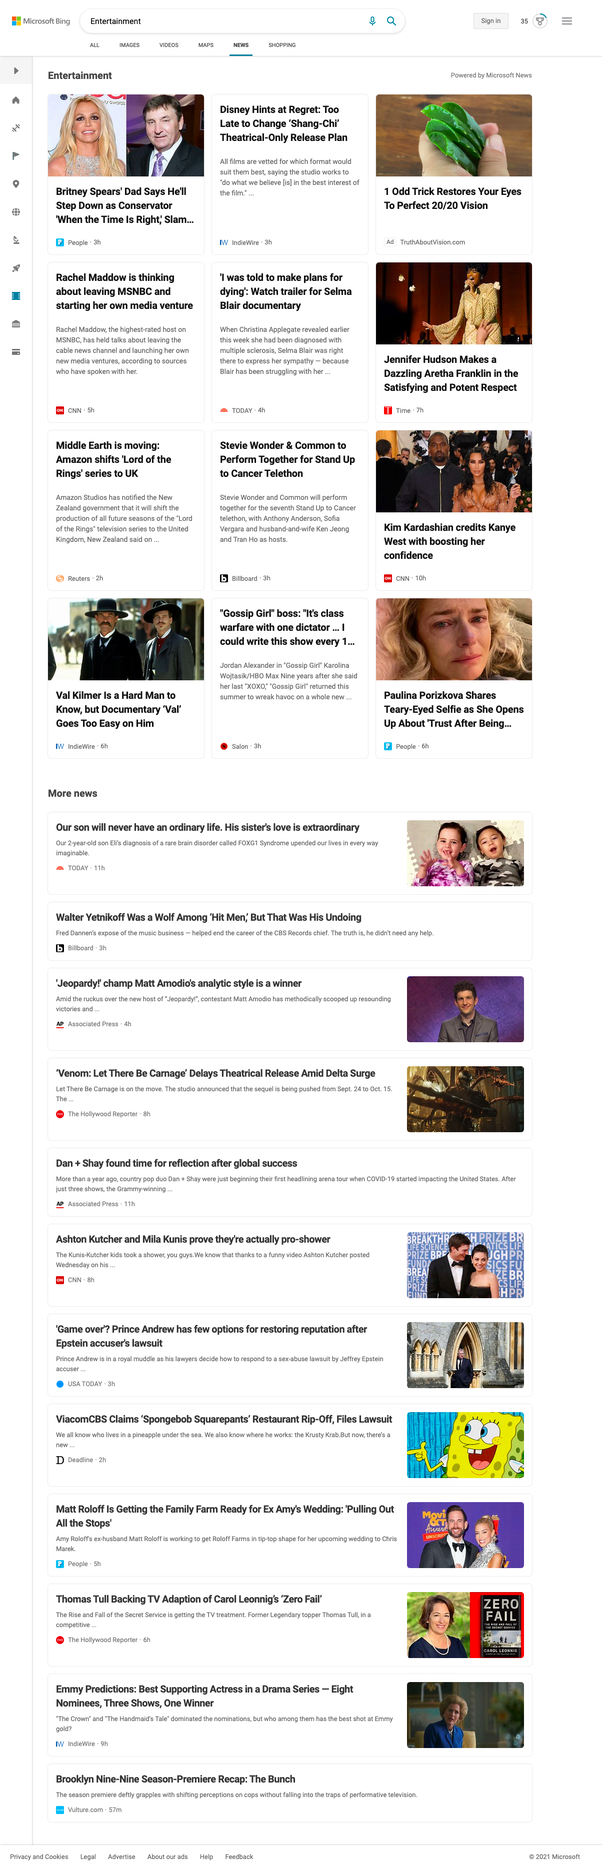 Microsoft Bing
Entertainment
Sign in
35
ALL IMAGES VIDEOS MAPS NEWS SHOPPING
Entertainment
Powered by Microsoft News
Britney Spears' Dad Says He'll
Step Down as Conservator
'When the Time Is Right,' Slam...
People · 3h
Disney Hints at Regret: Too
Late to Change ‘Shang-Chi’
Theatrical-Only Release Plan
All films are vetted for which format would
suit them best, saying the studio works to
"do what we believe [is] in the best interest of
the film." ...
IW IndieWire · 3h
1 Odd Trick Restores Your Eyes
To Perfect 20/20 Vision
Ad TruthAboutVision.com
Rachel Maddow is thinking
about leaving MSNBC and
starting her own media venture
Rachel Maddow, the highest-rated host on
MSNBC, has held talks about leaving the
cable news channel and launching her own
new media ventures, according to sources
who have spoken with her.
CNN · 5h
'I was told to make plans for
dying': Watch trailer for Selma
Blair documentary
When Christina Applegate revealed earlier
this week she had been diagnosed with
multiple sclerosis, Selma Blair was right
there to express her sympathy — because
Blair has been struggling with her ...
TODAY · 4h
Jennifer Hudson Makes a
Dazzling Aretha Franklin in the
Satisfying and Potent Respect
Time · 7h
Middle Earth is moving:
Amazon shifts 'Lord of the
Rings' series to UK
Amazon Studios has notified the New
Zealand government that it will shift the
production of all future seasons of the "Lord
of the Rings" television series to the United
Kingdom, New Zealand said on ...
Reuters · 2h
Stevie Wonder & Common to
Perform Together for Stand Up
to Cancer Telethon
Stevie Wonder and Common will perform
together for the seventh Stand Up to Cancer
telethon, with Anthony Anderson, Sofia
Vergara and husband-and-wife Ken Jeong
and Tran Ho as hosts.
b Billboard · 3h
Kim Kardashian credits Kanye
West with boosting her
confidence
CNN · 10h
Val Kilmer Is a Hard Man to
Know, but Documentary ‘Val’
Goes Too Easy on Him
IW IndieWire · 6h
"Gossip Girl" boss: "It's class
warfare with one dictator ... I
could write this show every 1...
Jordan Alexander in "Gossip Girl" Karolina
Wojtasik/HBO Max Nine years after she said
her last "XOXO," "Gossip Girl" returned this
summer to wreak havoc on a whole new ...
Salon · 3h
Paulina Porizkova Shares
Teary-Eyed Selfie as She Opens
Up About 'Trust After Being...
People · 6h
More news
Our son will never have an ordinary life. His sister's love is extraordinary
Our 2-year-old son Eli's diagnosis of a rare brain disorder called FOXG1 Syndrome upended our lives in every way
imaginable.
TODAY · 11h
Walter Yetnikoff Was a Wolf Among ‘Hit Men,’ But That Was His Undoing
Fred Dannen's expose of the music business — helped end the career of the CBS Records chief. The truth is, he didn't need any help.
b Billboard · 3h
'Jeopardy!' champ Matt Amodio's analytic style is a winner
Amid the ruckus over the new host of "Jeopardy!", contestant Matt Amodio has methodically scooped up resounding
victories and ...
AP Associated Press · 4h
‘Venom: Let There Be Carnage’ Delays Theatrical Release Amid Delta Surge
Let There Be Carnage is on the move. The studio announced that the sequel is being pushed from Sept. 24 to Oct. 15.
The ...
The Hollywood Reporter · 8h
Dan + Shay found time for reflection after global success
More than a year ago, country pop duo Dan + Shay were just beginning their first headlining arena tour when COVID-19 started impacting the United States. After
just three shows, the Grammy-winning ...
AP Associated Press · 11h
Ashton Kutcher and Mila Kunis prove they're actually pro-shower
The Kunis-Kutcher kids took a shower, you guys.We know that thanks to a funny video Ashton Kutcher posted
Wednesday on his ...
CNN · 8h
'Game over'? Prince Andrew has few options for restoring reputation after
Epstein accuser's lawsuit
Prince Andrew is in a royal muddle as his lawyers decide how to respond to a sex-abuse lawsuit by Jeffrey Epstein
accuser ...
USA TODAY · 3h
ViacomCBS Claims ‘Spongebob Squarepants’ Restaurant Rip-Off, Files Lawsuit
We all know who lives in a pineapple under the sea. We also know where he works: the Krusty Krab.But now, there's a
new ...
D Deadline · 2h
Matt Roloff Is Getting the Family Farm Ready for Ex Amy's Wedding: 'Pulling Out
All the Stops'
Amy Roloff's ex-husband Matt Roloff is working to get Roloff Farms in tip-top shape for her upcoming wedding to Chris
Marek.
People · 5h
Thomas Tull Backing TV Adaption of Carol Leonnig’s ‘Zero Fail’
The Rise and Fall of the Secret Service is getting the TV treatment. Former Legendary topper Thomas Tull, in a
competitive ...
The Hollywood Reporter · 6h
ZERO
FAIL
CAROL LEONNIG
Emmy Predictions: Best Supporting Actress in a Drama Series — Eight
Nominees, Three Shows, One Winner
"The Crown" and "The Handmaid's Tale" dominated the nominations, but who among them has the best shot at Emmy
gold?
IW IndieWire · 9h
Brooklyn Nine-Nine Season-Premiere Recap: The Bunch
The season premiere deftly grapples with shifting perceptions on cops without falling into the traps of performative television.
Vulture.com · 57m
Privacy and Cookies Legal Advertise About our ads Help Feedback
© 2021 Microsoft